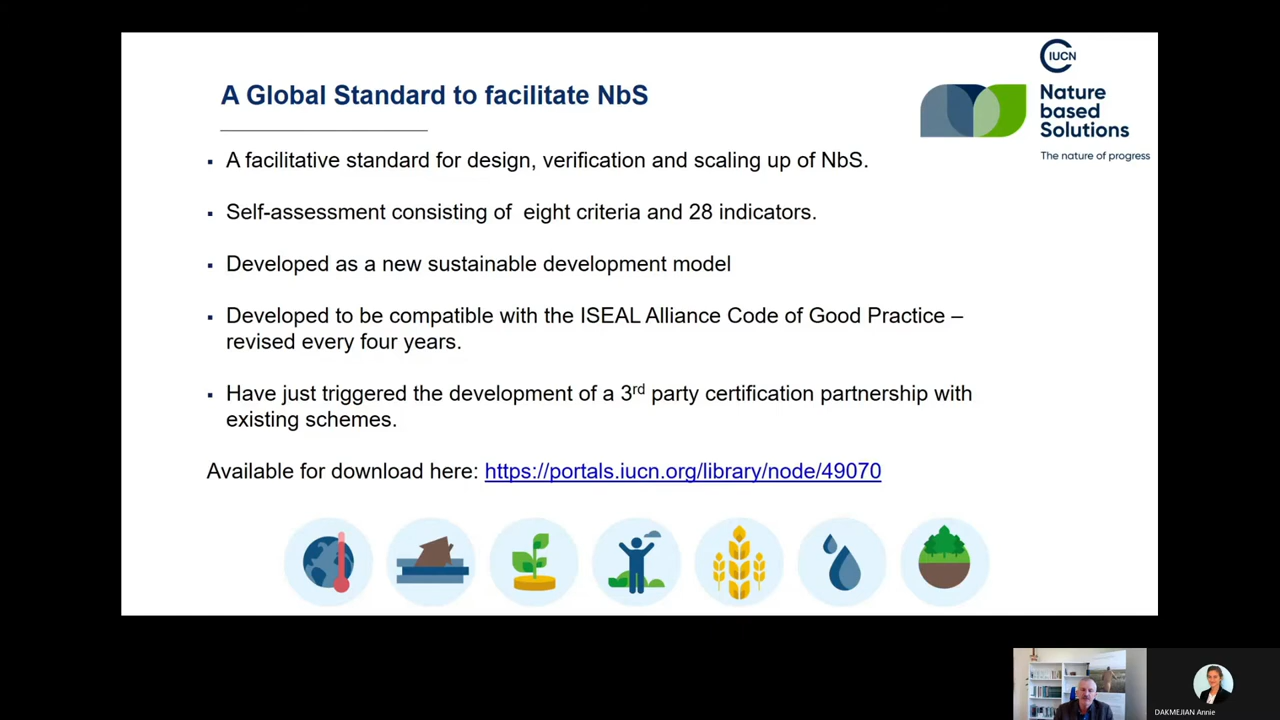 IUCN
Nature
based
Solutions
The nature of progress
A Global Standard to facilitate NbS
▪ A facilitative standard for design, verification and scaling up of NbS.
▪ Self-assessment consisting of  eight criteria and 28 indicators.
▪ Developed as a new sustainable development model
▪ Developed to be compatible with the ISEAL Alliance Code of Good Practice –
revised every four years.
▪ Have just triggered the development of a 3rd party certification partnership with
existing schemes.
Available for download here: https://portals.iucn.org/library/node/49070
DAKMEJIAN Annie